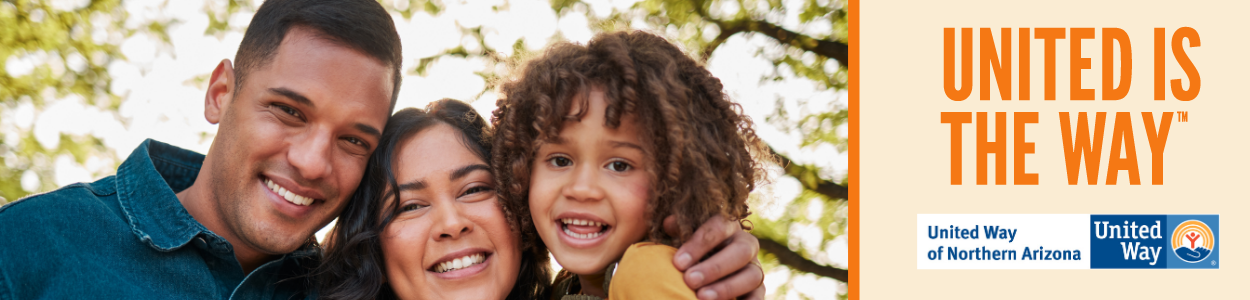 UNITED IS
THE WAY™
United Way
of Northern Arizona
United
Way
®